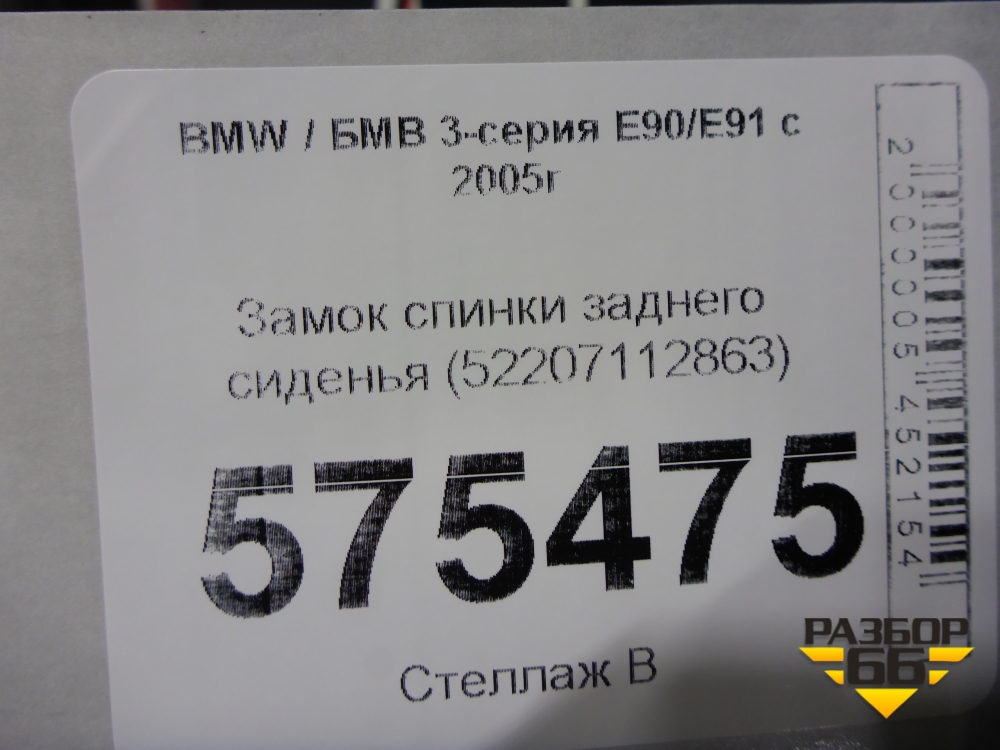 BMW / БМВ 3-серия E90/E91 с
2005г
Замок спинки заднего
сиденья (52207112863)
575475
Стеллаж В
2000005452154
РАЗБОР
66